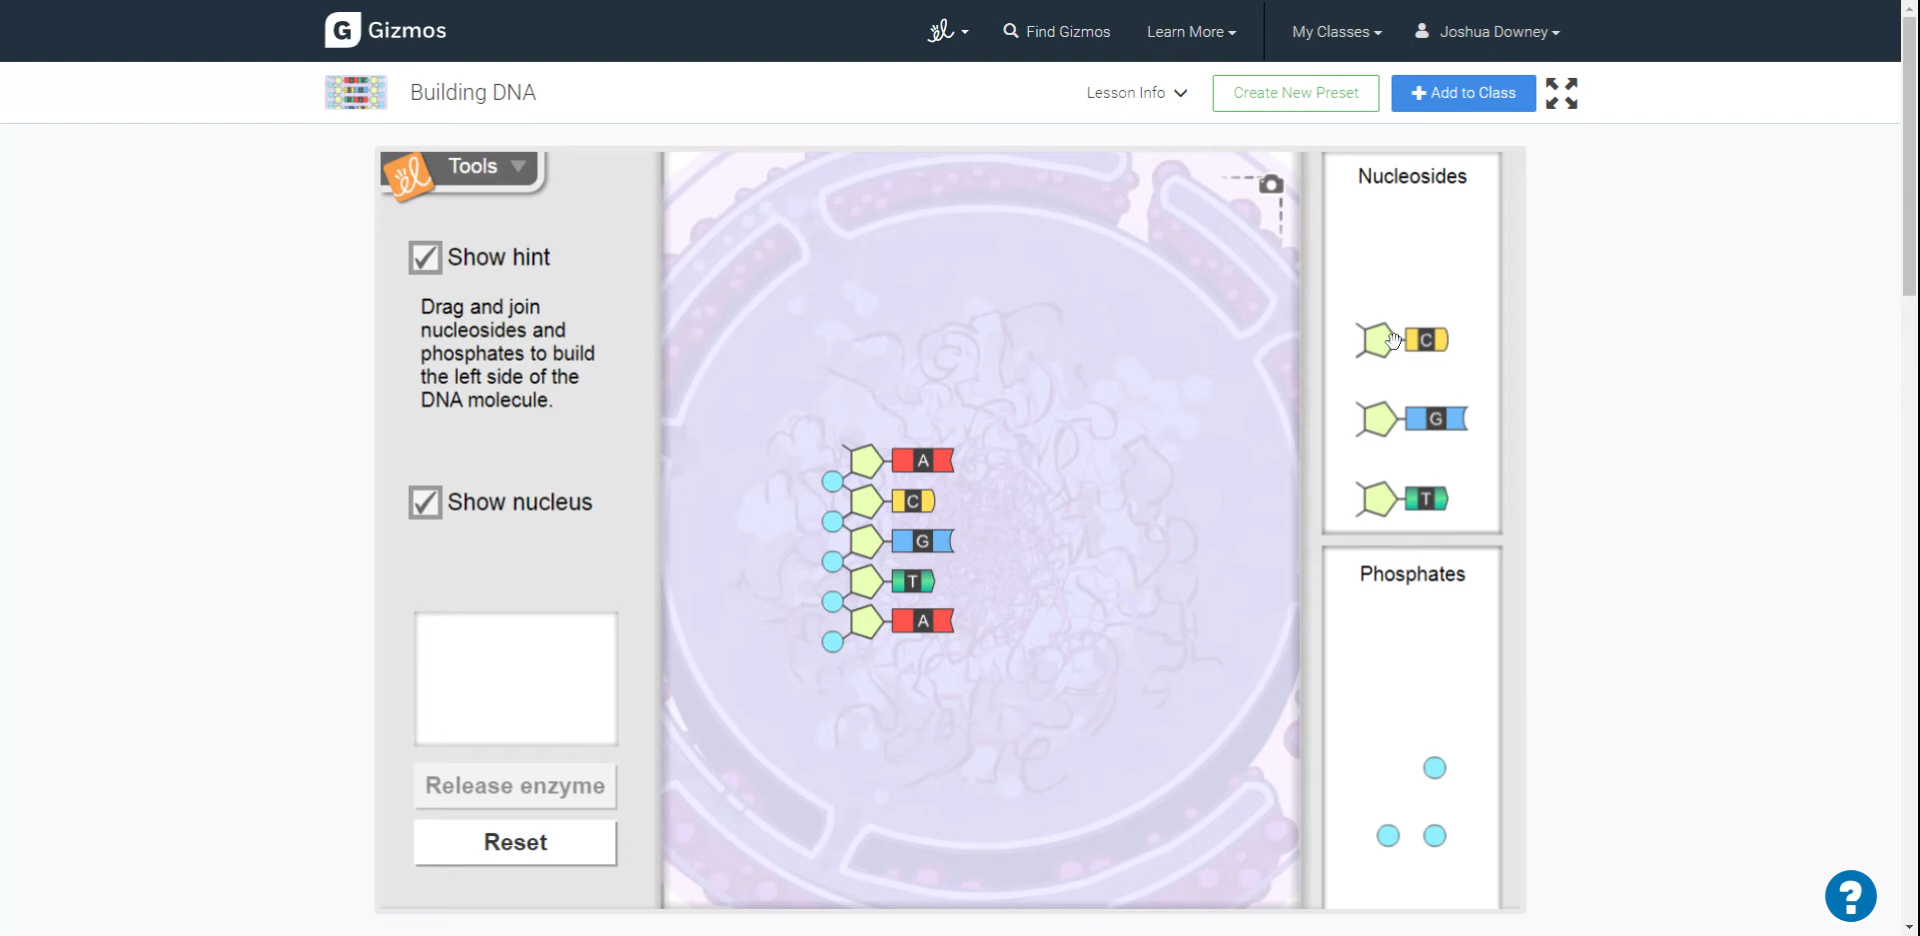 G Gizmos
Find Gizmos
Learn More
My Classes
Joshua Downey
Building DNA
Lesson Info
Create New Preset
Add to Class
Tools
Show hint
Drag and join
nucleosides and
phosphates to build
the left side of the
DNA molecule.
Show nucleus
Release enzyme
Reset
A
C
G
T
A
Nucleosides
C
G
T
Phosphates
?